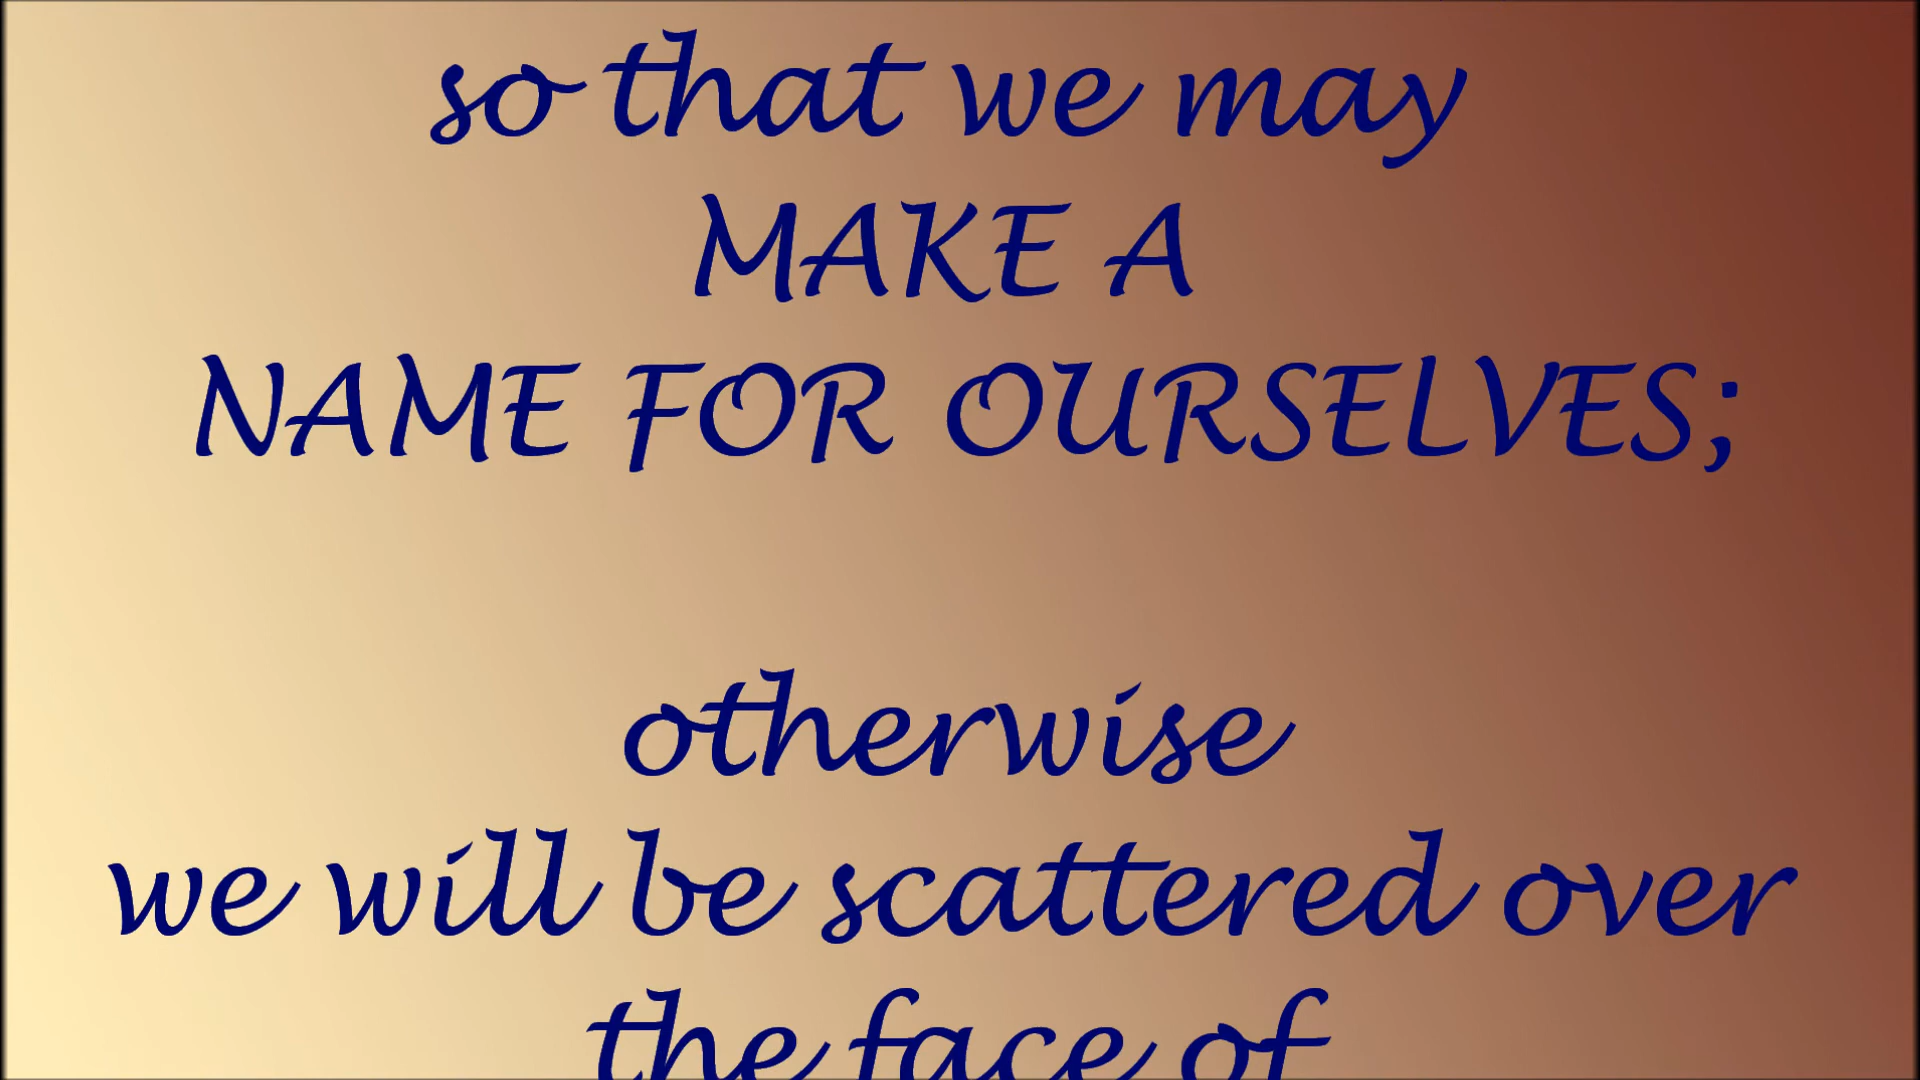 so that we may
MAKE A
NAME FOR OURSELVES;
otherwise
we will be scattered over
the face of